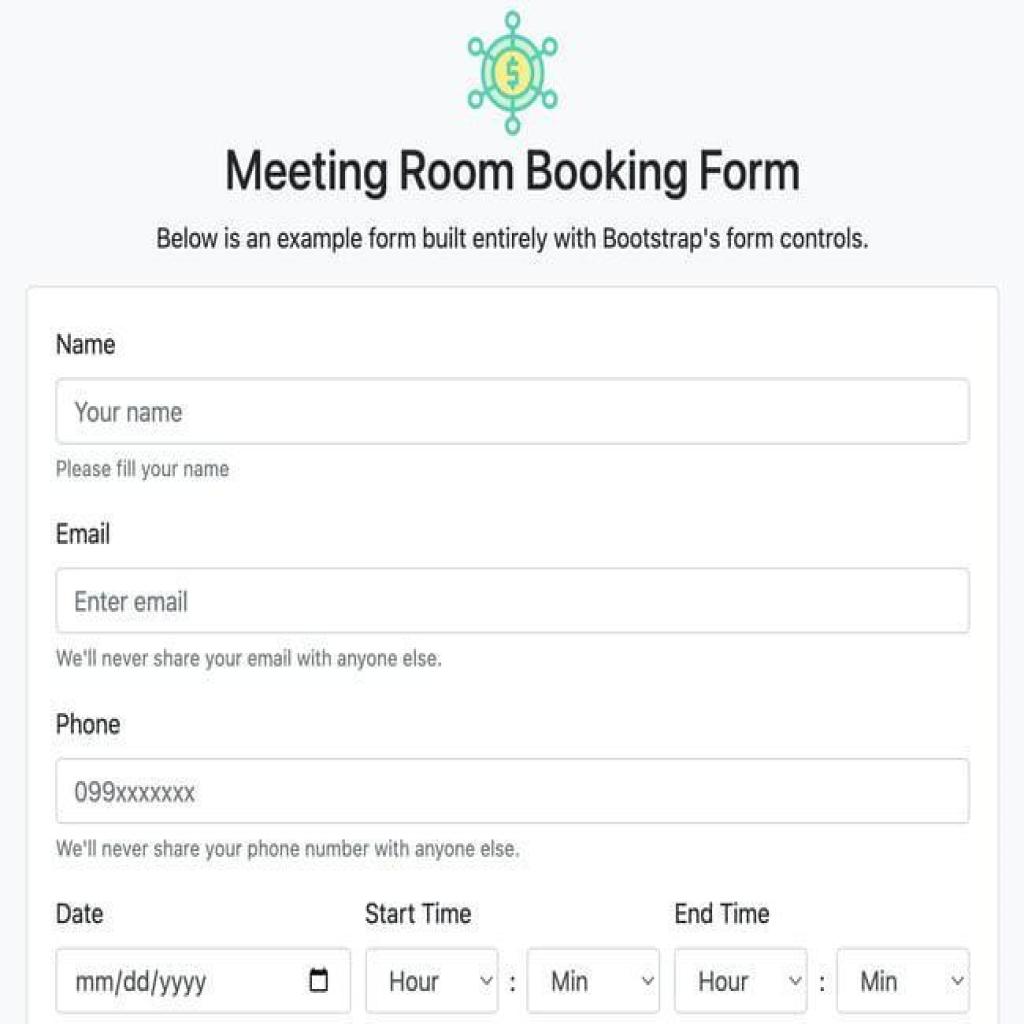 $
Meeting Room Booking Form
Below is an example form built entirely with Bootstrap's form controls.
Name
Your name
Please fill your name
Email
Enter email
We'll never share your email with anyone else.
Phone
099xxxxxxx
We'll never share your phone number with anyone else.
Date Start Time End Time
mm/dd/yyyy Hour : Min Hour : Min